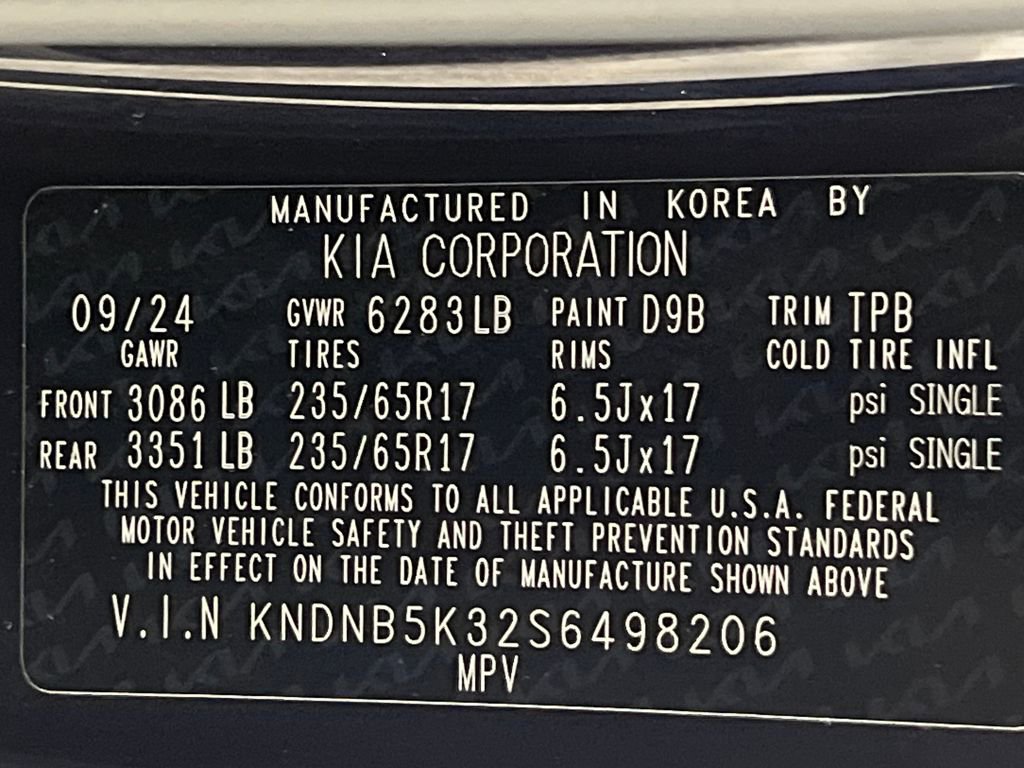 MANUFACTURED IN KOREA BY
KIA CORPORATION
09/24 GVWR 6283LB PAINT D9B TRIM TPB
GAWR TIRES RIMS COLD TIRE INFL
FRONT 3086 LB 235/65R17 6.5Jx17 psi SINGLE
REAR 3351 LB 235/65R17 6.5Jx17 psi SINGLE
THIS VEHICLE CONFORMS TO ALL APPLICABLE U.S.A. FEDERAL
MOTOR VEHICLE SAFETY AND THEFT PREVENTION STANDARDS
IN EFFECT ON THE DATE OF MANUFACTURE SHOWN ABOVE
V.I.N KNDNB5K32S6498206
MPV